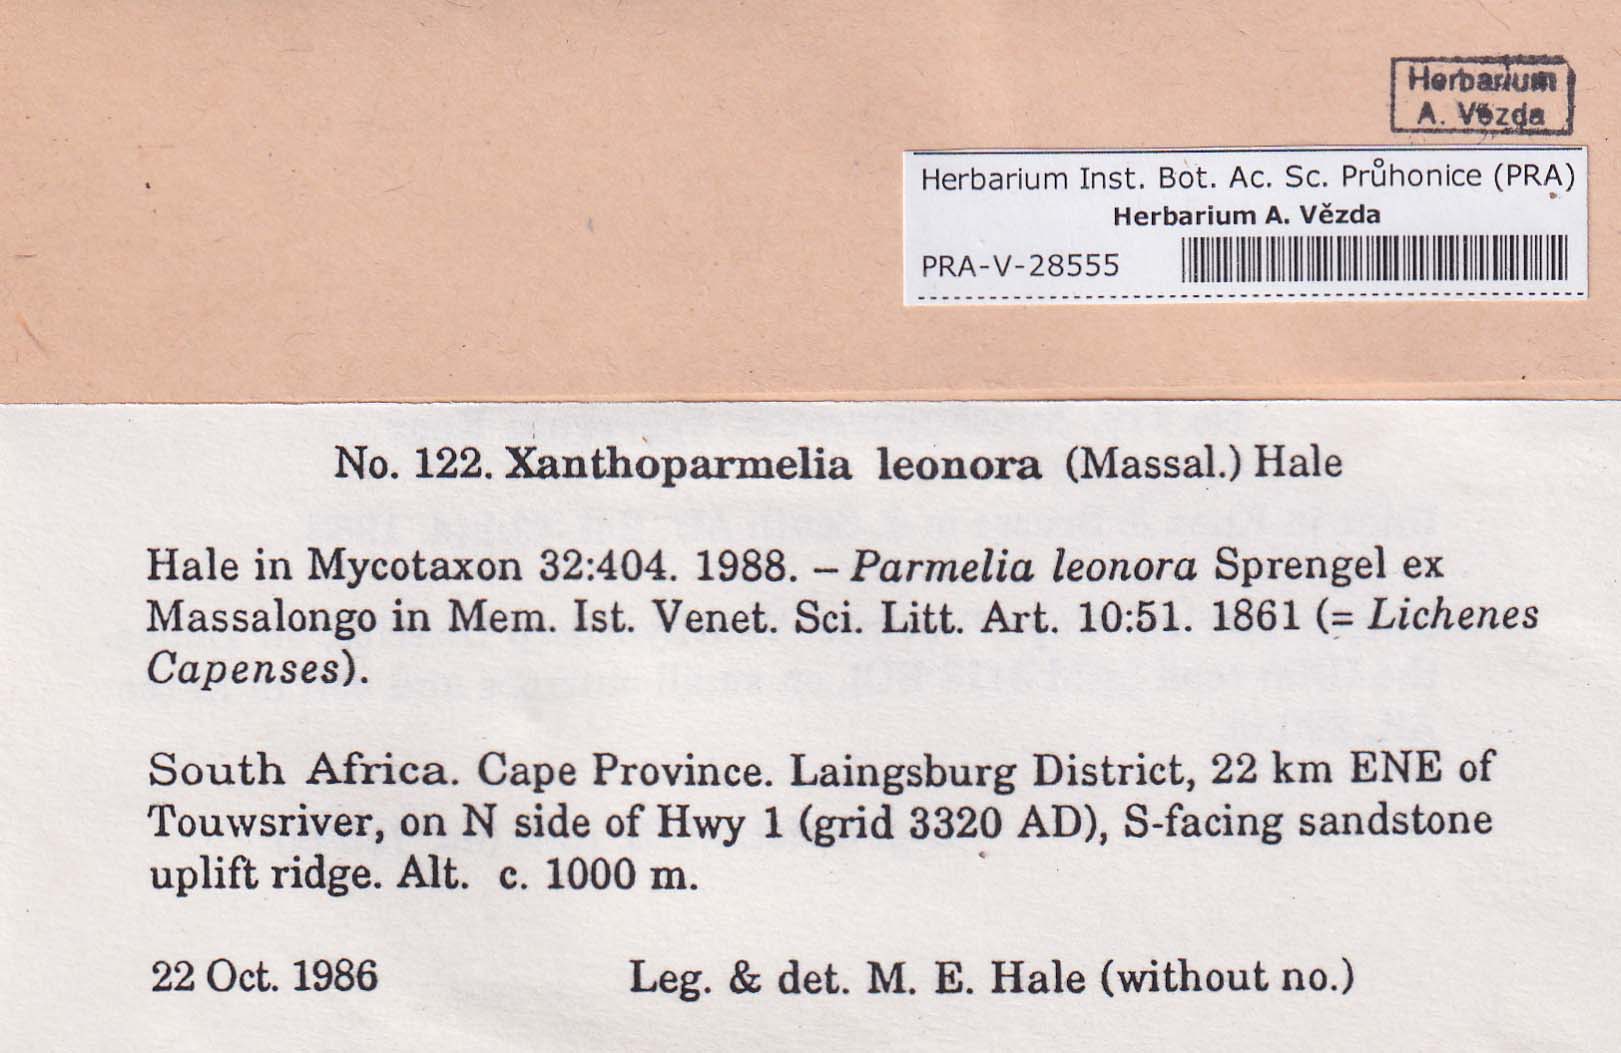 Herbarium
A. Vězda
Herbarium Inst. Bot. Ac. Sc. Průhonice (PRA)
Herbarium A. Vězda
PRA-V-28555
No. 122. Xanthoparmelia leonora (Massal.) Hale
Hale in Mycotaxon 32:404. 1988. – Parmelia leonora Sprengel ex
Massalongo in Mem. Ist. Venet. Sci. Litt. Art. 10:51. 1861 (= Lichenes
Capenses).
South Africa. Cape Province. Laingsburg District, 22 km ENE of
Touwsriver, on N side of Hwy 1 (grid 3320 AD), S-facing sandstone
uplift ridge. Alt. c. 1000 m.
22 Oct. 1986 Leg. & det. M. E. Hale (without no.)